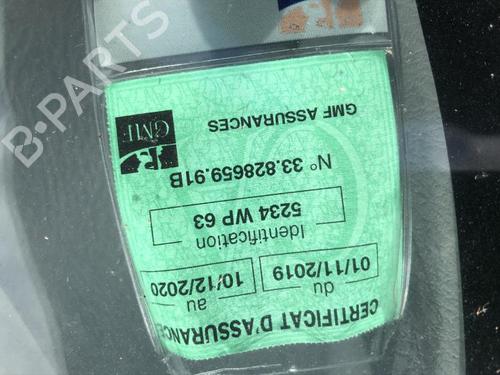 CERTIFICAT D'ASSURANCE
du au
01/11/2019 10/12/2020
Identification
5234 WP 63
N° 33.828659.91B
GMF
GMF ASSURANCES
GMF
B-PARTS